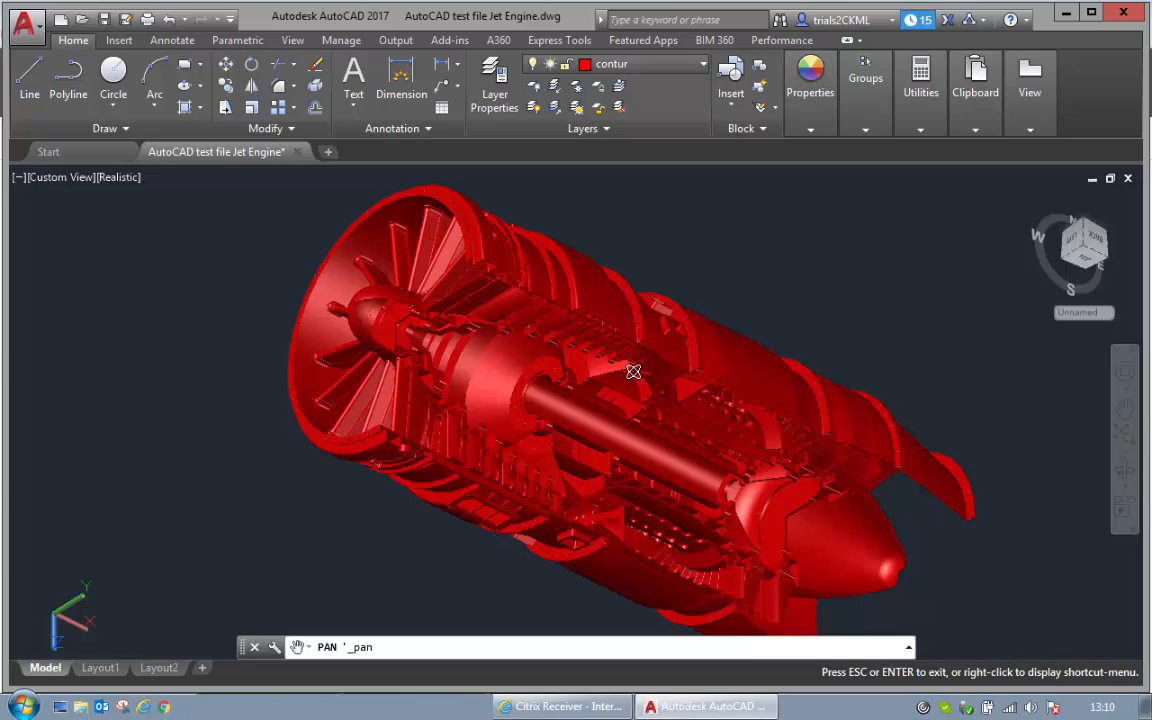 Autodesk AutoCAD 2017 AutoCAD test file Jet Engine.dwg
Type a keyword or phrase
trials2CKML
15
Home Insert Annotate Parametric View Manage Output Add-ins A360 Express Tools Featured Apps BIM 360 Performance
contur
Line Polyline Circle Arc
Text Dimension
Layer
Properties
Insert
Properties
Groups
Utilities
Clipboard
View
Draw Modify Annotation Layers Block
Start AutoCAD test file Jet Engine*
[−][Custom View][Realistic]
N
W
E
S
Unnamed
Y
X
Z
PAN '_pan
Model Layout1 Layout2 +
Press ESC or ENTER to exit, or right-click to display shortcut-menu.
Citrix Receiver - Inter...
Autodesk AutoCAD ...
13:10